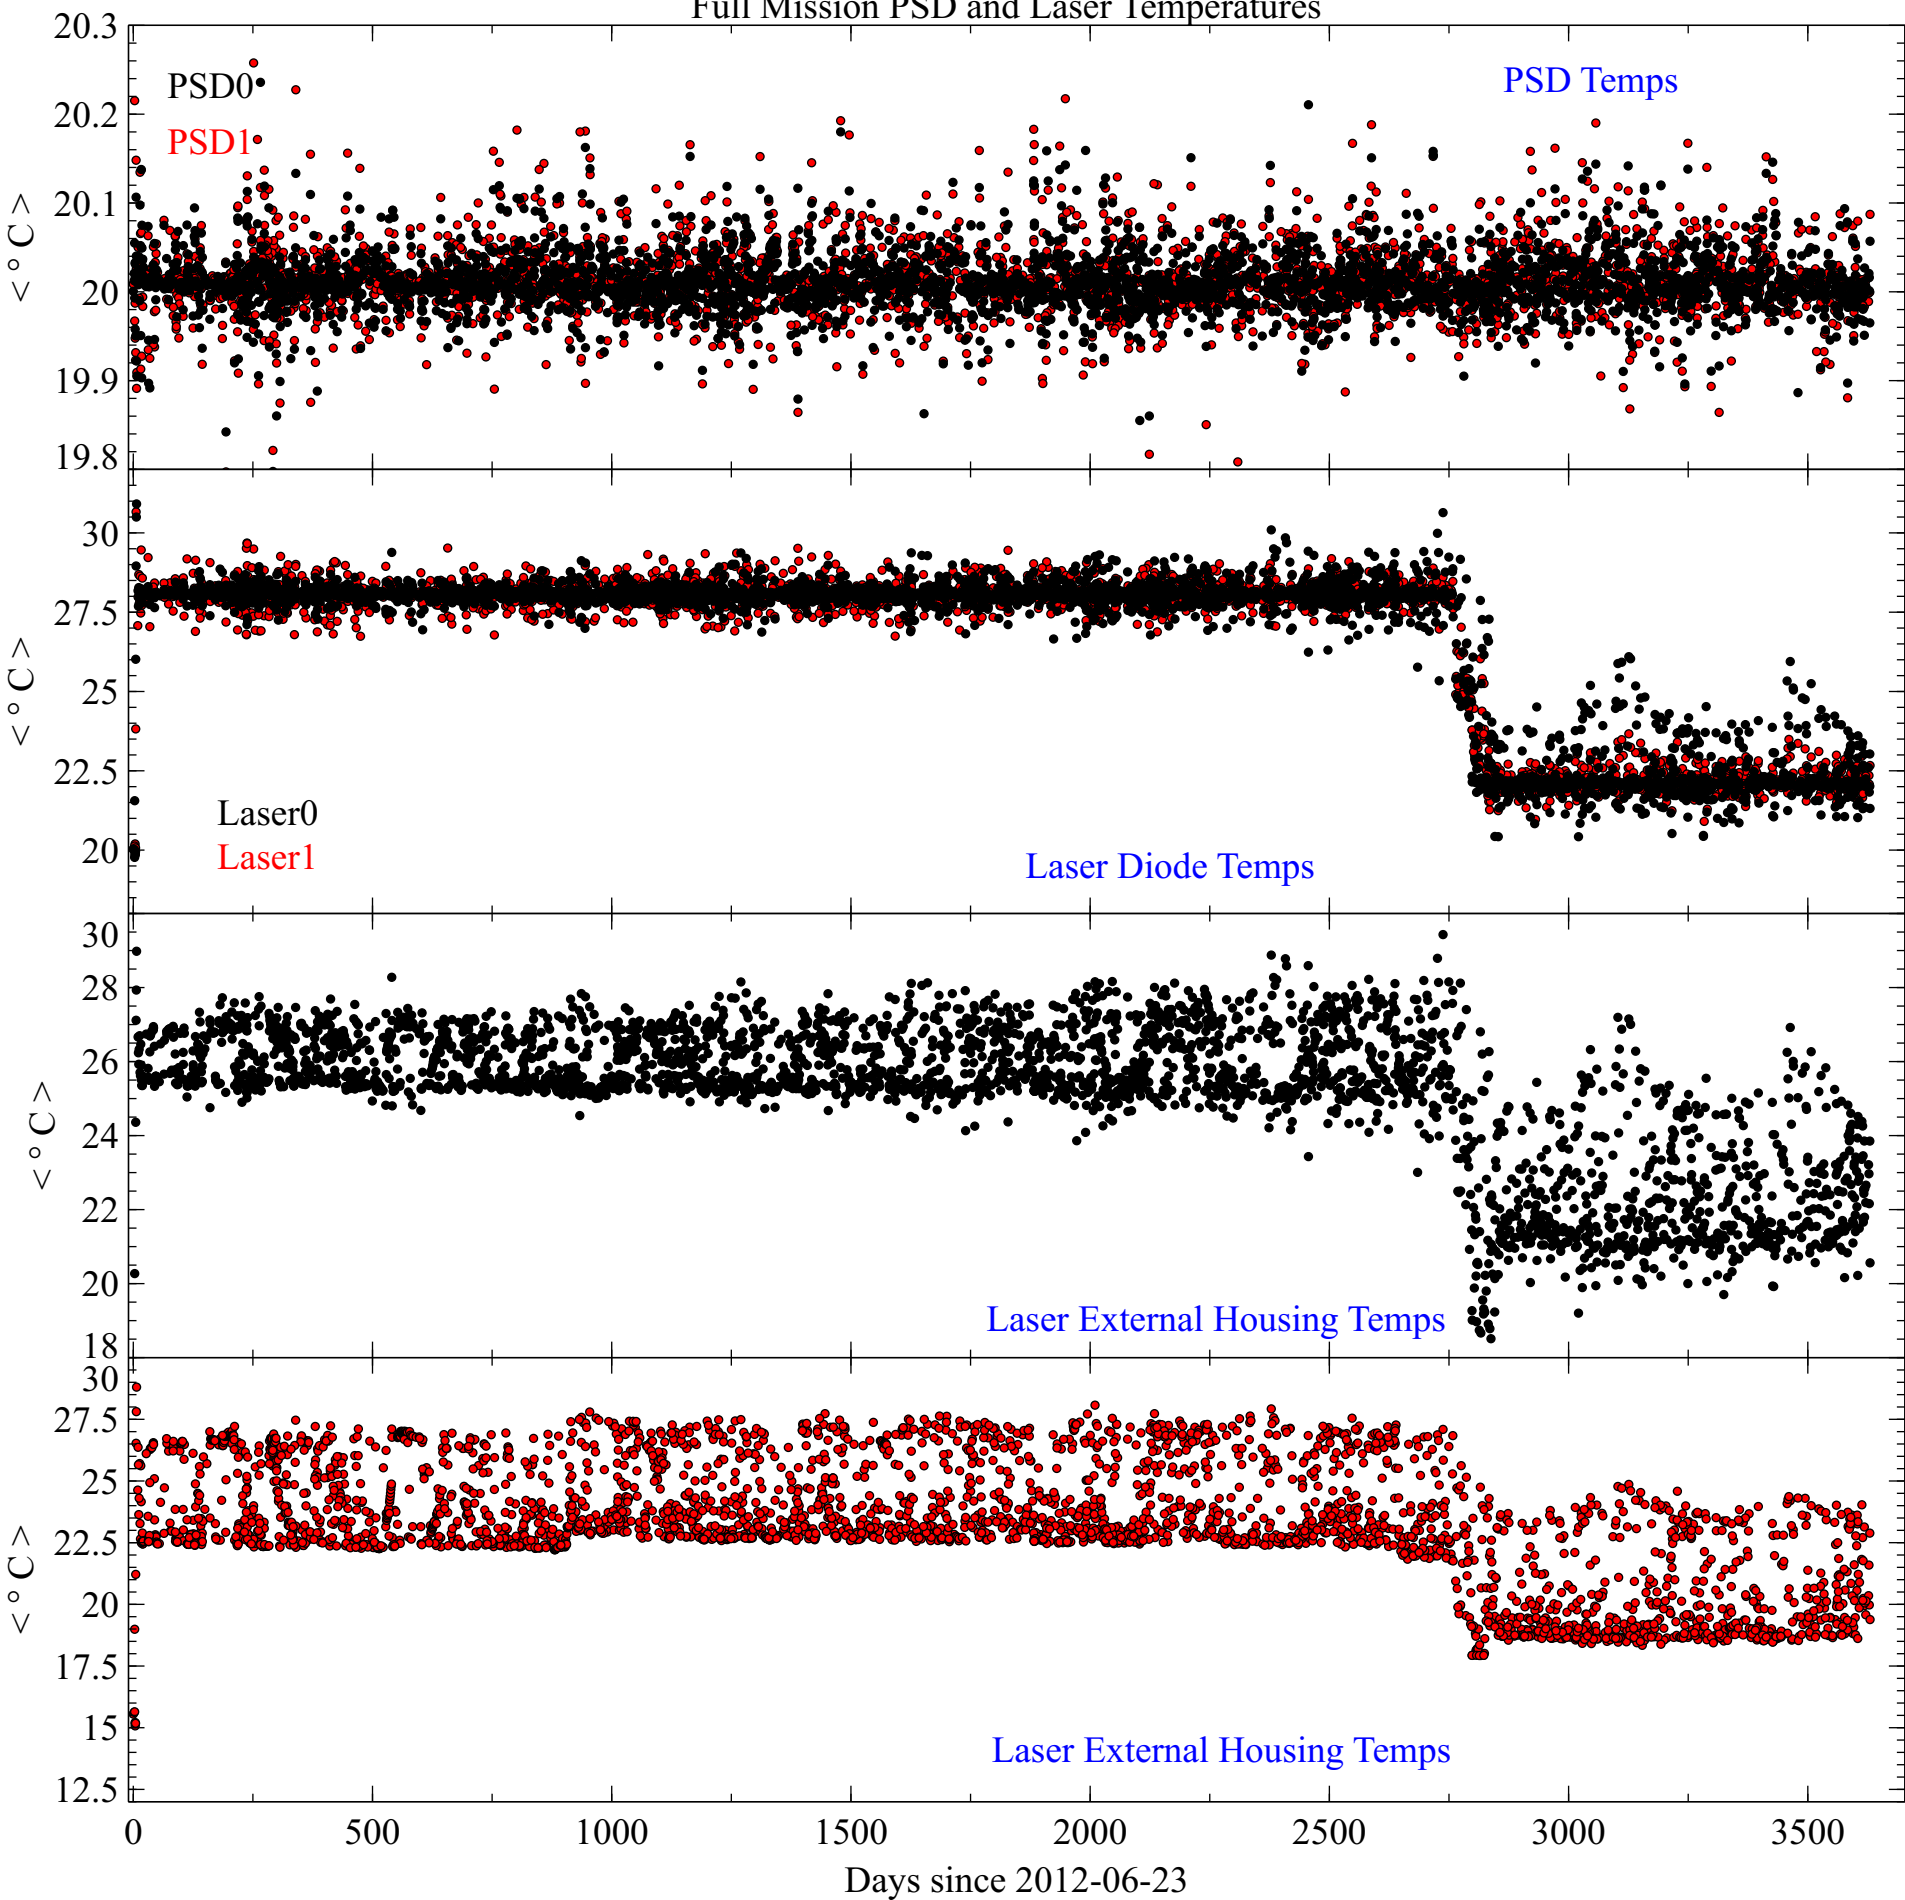 Full Mission PSD and Laser Temperatures
20.3
20.2
20.1
20
19.9
19.8
< ° C >
PSD0
PSD1
PSD Temps
30
27.5
25
22.5
20
< ° C >
Laser0
Laser1
Laser Diode Temps
30
28
26
24
22
20
18
< ° C >
Laser External Housing Temps
30
27.5
25
22.5
20
17.5
15
12.5
< ° C >
Laser External Housing Temps
0 500 1000 1500 2000 2500 3000 3500
Days since 2012-06-23